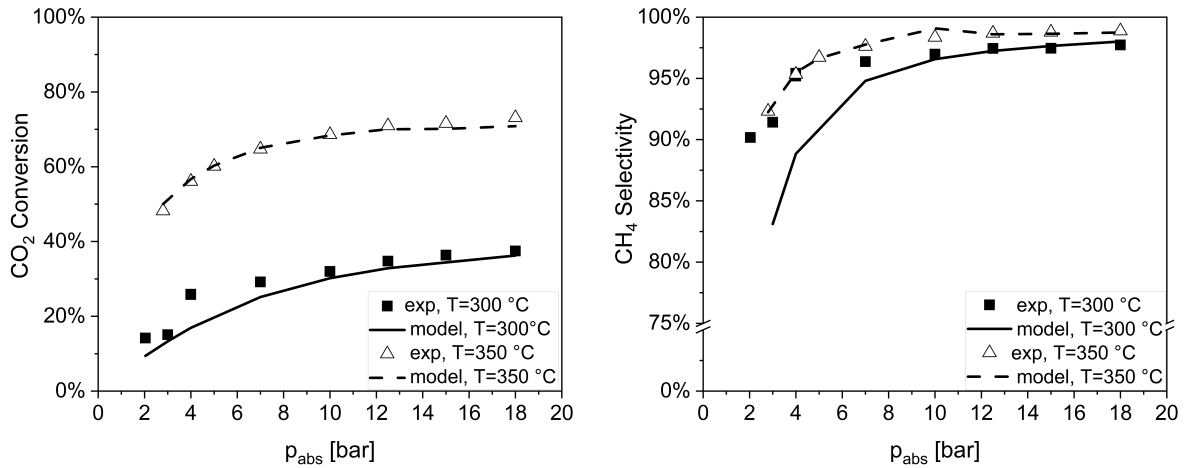 100%
80%
60%
40%
20%
0%
CO2 Conversion
exp, T=300 °C
model, T=300°C
exp, T=350 °C
model, T=350 °C
0 2 4 6 8 10 12 14 16 18 20
pabs [bar]
100%
95%
90%
85%
80%
75%
0%
CH4 Selectivity
exp, T=300 °C
model, T=300 °C
exp, T=350 °C
model, T=350 °C
0 2 4 6 8 10 12 14 16 18 20
pabs [bar]